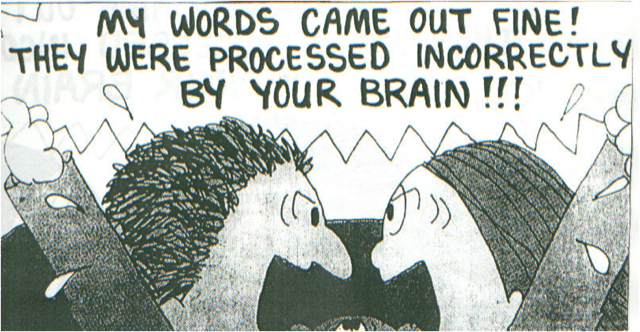 MY WORDS CAME OUT FINE!
THEY WERE PROCESSED INCORRECTLY
BY YOUR BRAIN!!!